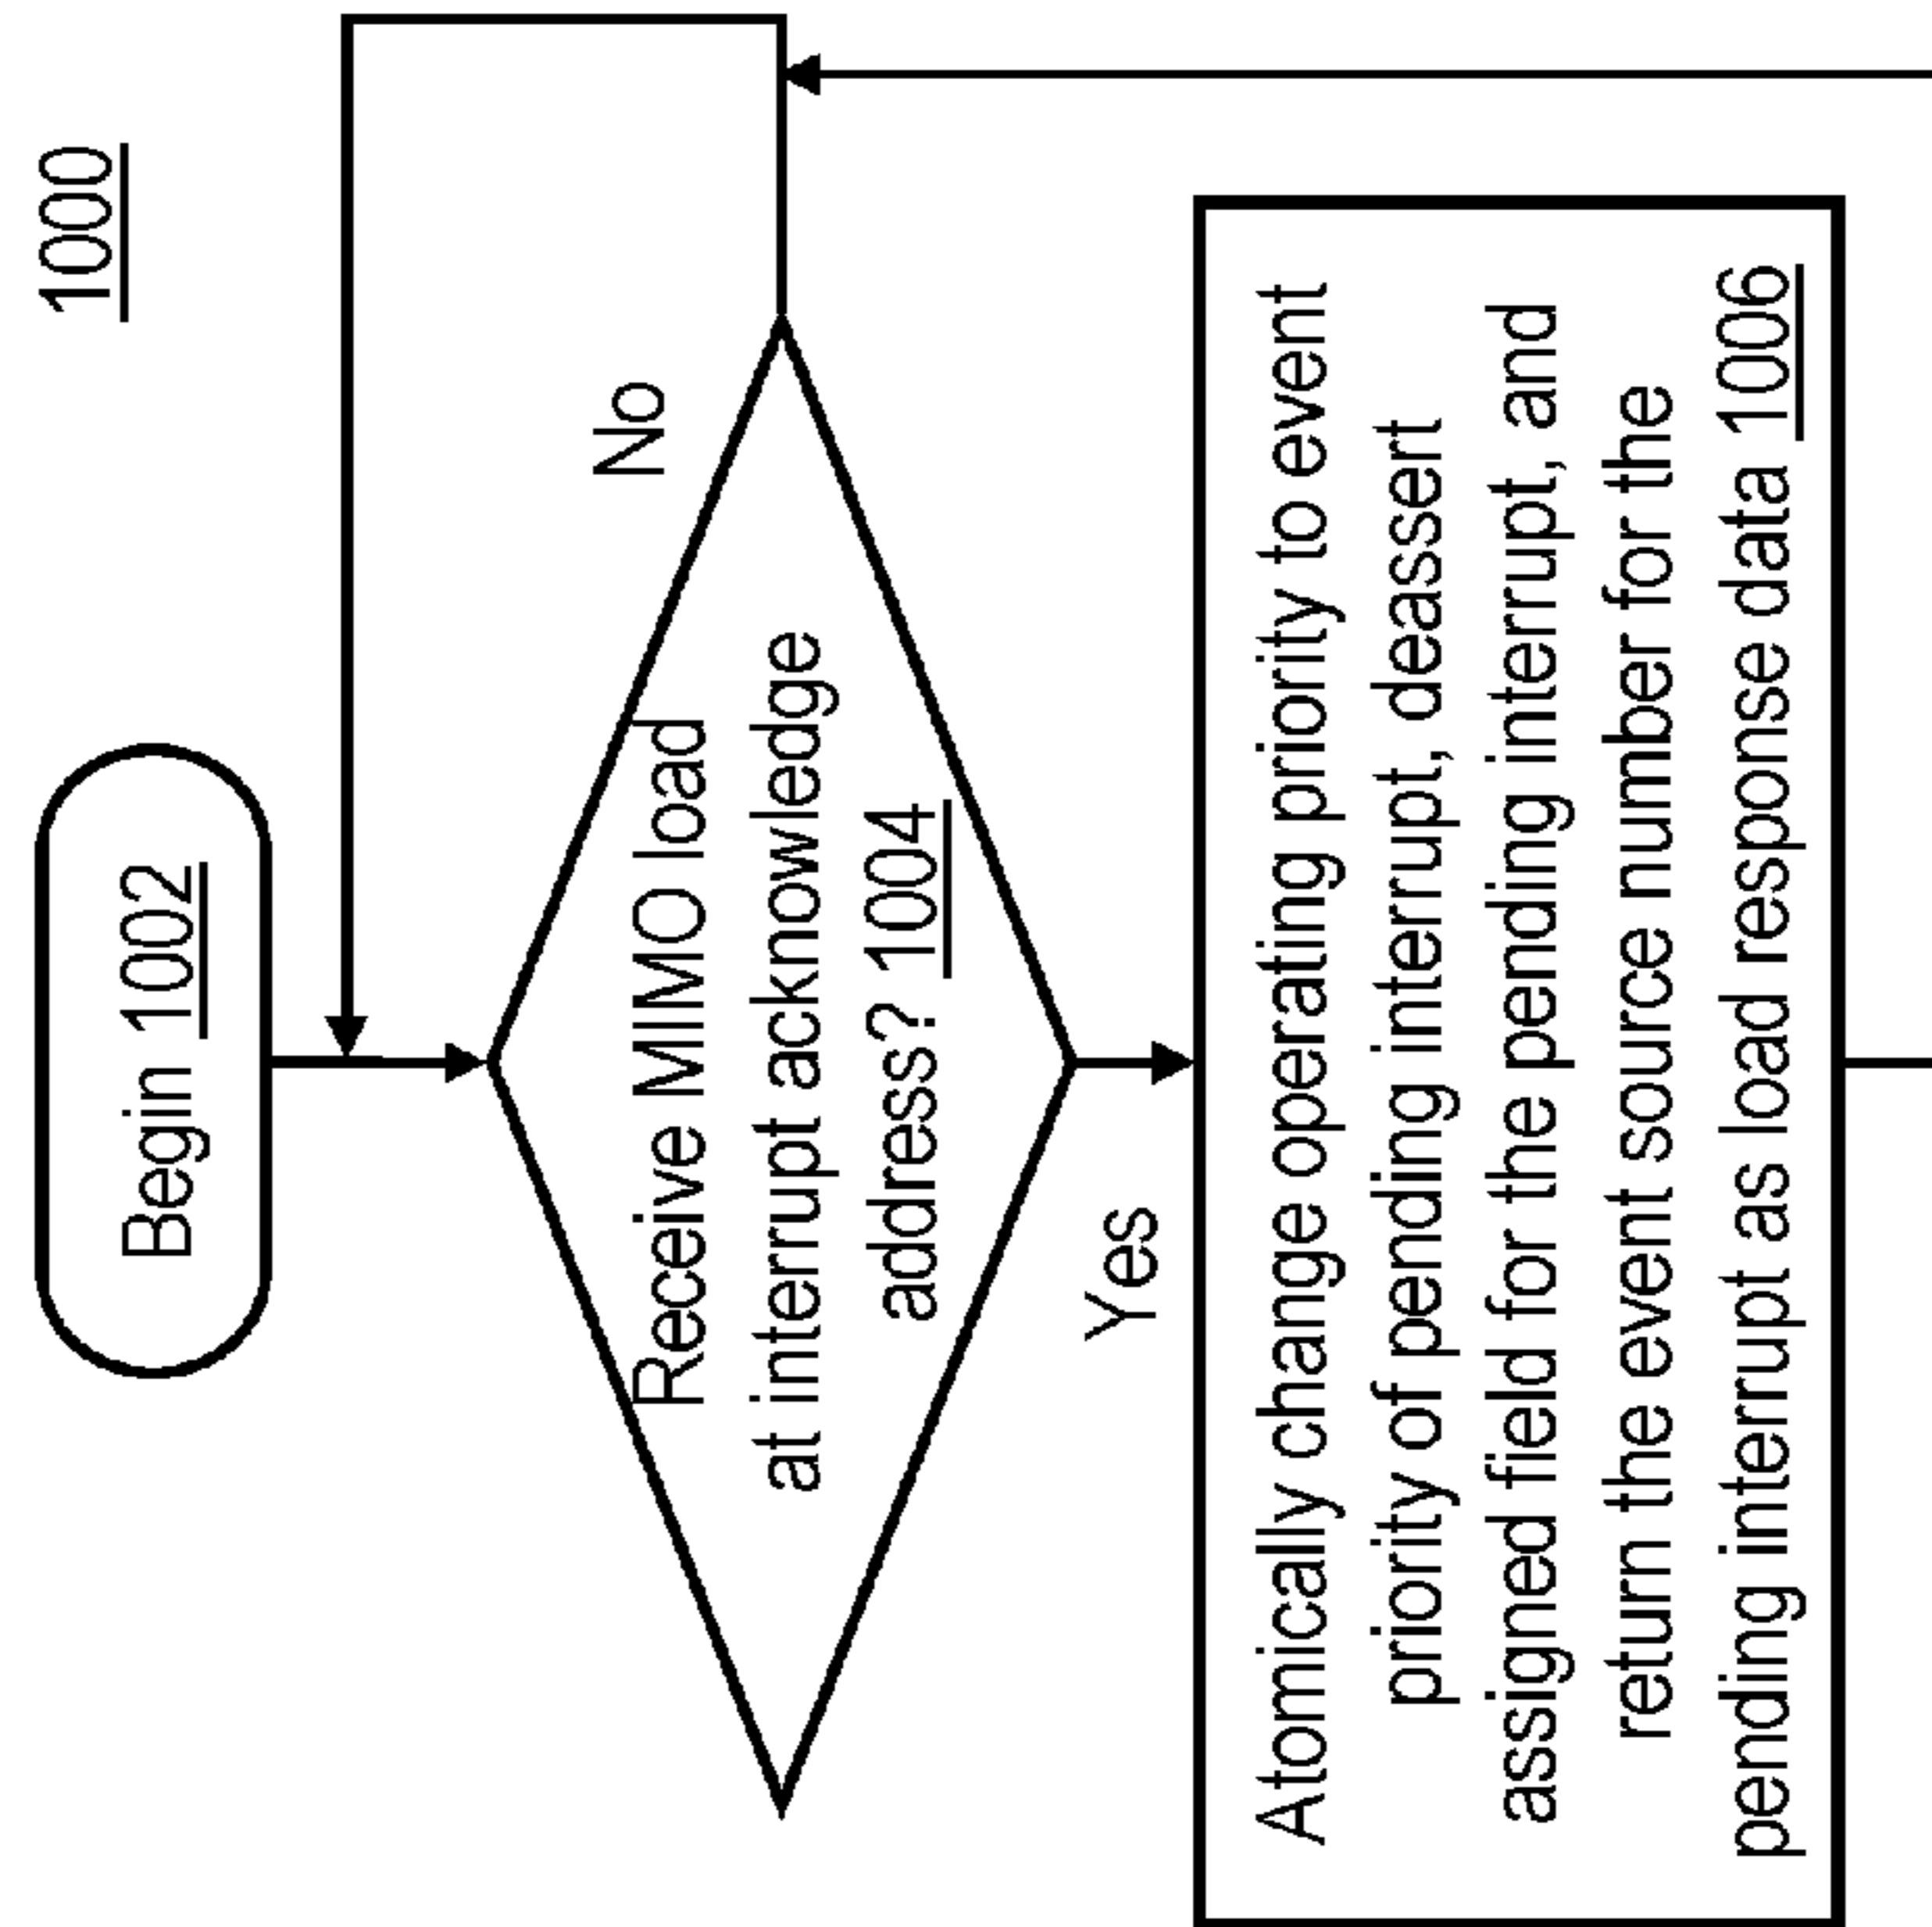 1000
Begin 1002
Receive MIMO load
at interrupt acknowledge
address? 1004
No
Yes
Atomically change operating priority to event
priority of pending interrupt, deassert
assigned field for the pending interrupt, and
return the event source number for the
pending interrupt as load response data 1006